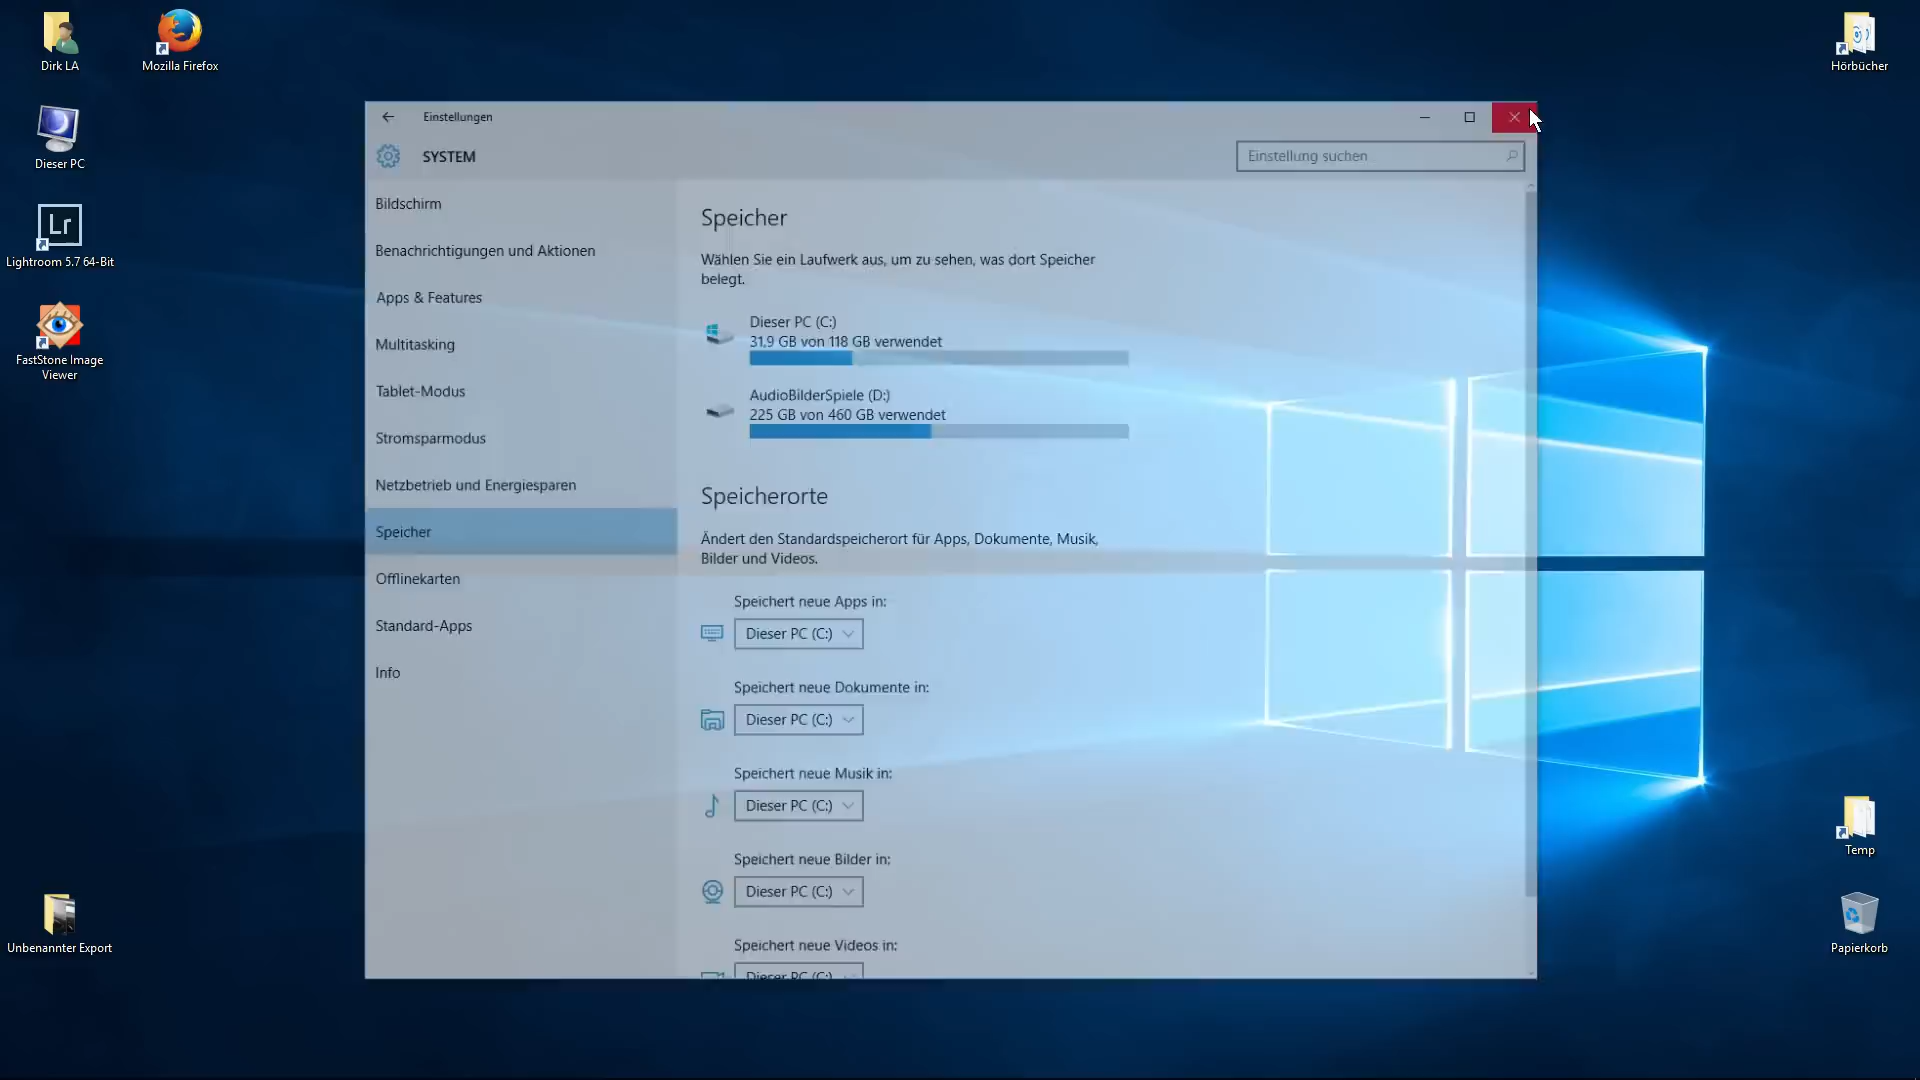 Dirk LA
Mozilla Firefox
Hörbücher
Dieser PC
Lr
Lightroom 5.7 64-Bit
FastStone Image
Viewer
Unbenannter Export
Temp
Papierkorb
Einstellungen
SYSTEM
Einstellung suchen
Bildschirm
Benachrichtigungen und Aktionen
Apps & Features
Multitasking
Tablet-Modus
Stromsparmodus
Netzbetrieb und Energiesparen
Speicher
Offlinekarten
Standard-Apps
Info
Speicher
Wählen Sie ein Laufwerk aus, um zu sehen, was dort Speicher
belegt.
Dieser PC (C:)
31,9 GB von 118 GB verwendet
AudioBilderSpiele (D:)
225 GB von 460 GB verwendet
Speicherorte
Ändert den Standardspeicherort für Apps, Dokumente, Musik,
Bilder und Videos.
Speichert neue Apps in:
Dieser PC (C:)
Speichert neue Dokumente in:
Dieser PC (C:)
Speichert neue Musik in:
Dieser PC (C:)
Speichert neue Bilder in:
Dieser PC (C:)
Speichert neue Videos in:
Dieser PC (C:)